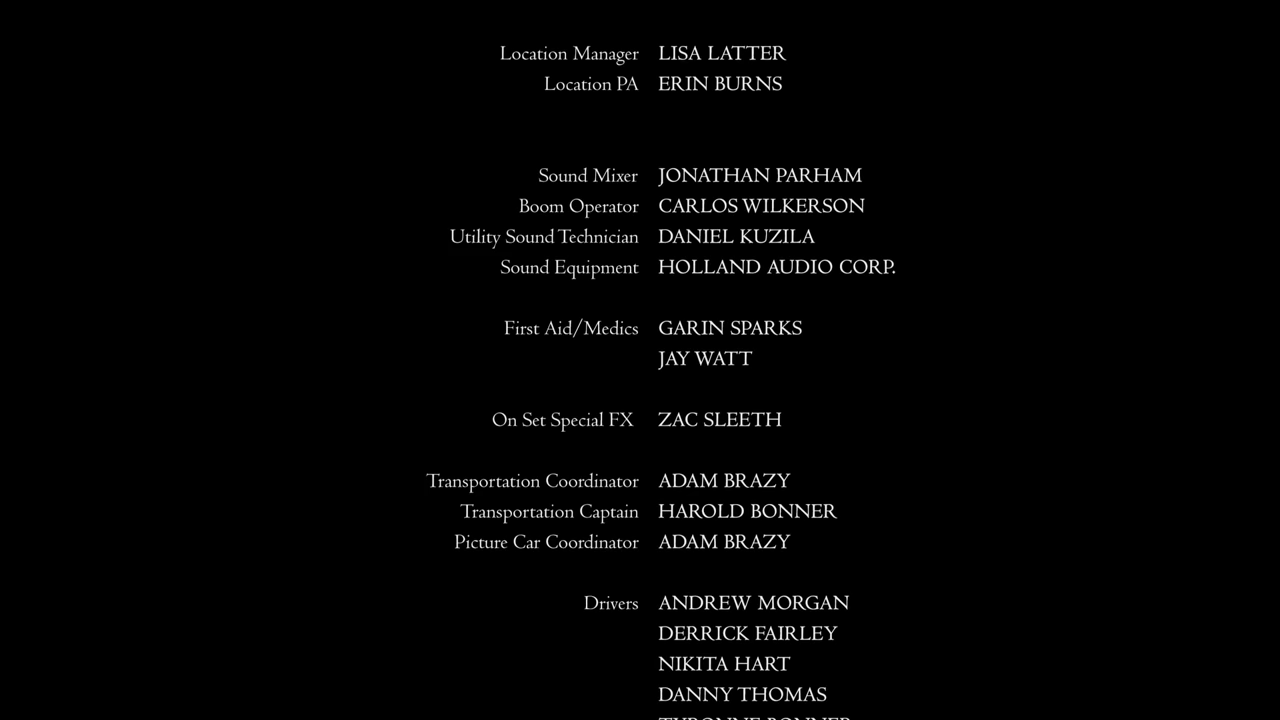 Location Manager LISA LATTER
Location PA ERIN BURNS
Sound Mixer JONATHAN PARHAM
Boom Operator CARLOS WILKERSON
Utility Sound Technician DANIEL KUZILA
Sound Equipment HOLLAND AUDIO CORP.
First Aid/Medics GARIN SPARKS
JAY WATT
On Set Special FX ZAC SLEETH
Transportation Coordinator ADAM BRAZY
Transportation Captain HAROLD BONNER
Picture Car Coordinator ADAM BRAZY
Drivers ANDREW MORGAN
DERRICK FAIRLEY
NIKITA HART
DANNY THOMAS